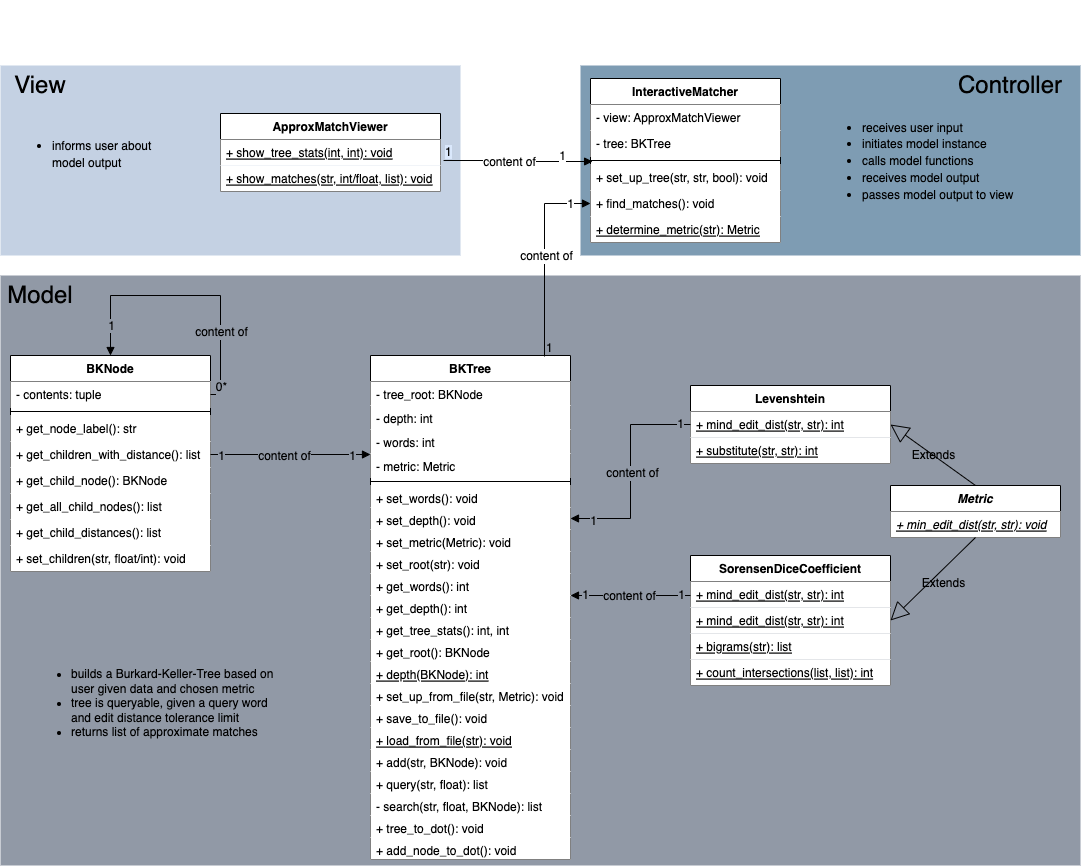 View
informs user about
model output
ApproxMatchViewer
+ show_tree_stats(int, int): void
+ show_matches(str, int/float, list): void
1
content of
1
Controller
InteractiveMatcher
- view: ApproxMatchViewer
- tree: BKTree
+ set_up_tree(str, str, bool): void
+ find_matches(): void
+ determine_metric(str): Metric
receives user input
initiates model instance
calls model functions
receives model output
passes model output to view
1
content of
1
Model
1
content of
0*
BKNode
- contents: tuple
+ get_node_label(): str
+ get_children_with_distance(): list
+ get_child_node(): BKNode
+ get_all_child_nodes(): list
+ get_child_distances(): list
+ set_children(str, float/int): void
1
content of
1
BKTree
- tree_root: BKNode
- depth: int
- words: int
- metric: Metric
+ set_words(): void
+ set_depth(): void
+ set_metric(Metric): void
+ set_root(str): void
+ get_words(): int
+ get_depth(): int
+ get_tree_stats(): int, int
+ get_root(): BKNode
+ depth(BKNode): int
+ set_up_from_file(str, Metric): void
+ save_to_file(): void
+ load_from_file(str): void
+ add(str, BKNode): void
+ query(str, float): list
- search(str, float, BKNode): list
+ tree_to_dot(): void
+ add_node_to_dot(): void
1
content of
1
Levenshtein
+ mind_edit_dist(str, str): int
+ substitute(str, str): int
Extends
Metric
+ min_edit_dist(str, str): void
Extends
1
content of
1
SorensenDiceCoefficient
+ mind_edit_dist(str, str): int
+ mind_edit_dist(str, str): int
+ bigrams(str): list
+ count_intersections(list, list): int
builds a Burkard-Keller-Tree based on
user given data and chosen metric
tree is queryable, given a query word
and edit distance tolerance limit
returns list of approximate matches